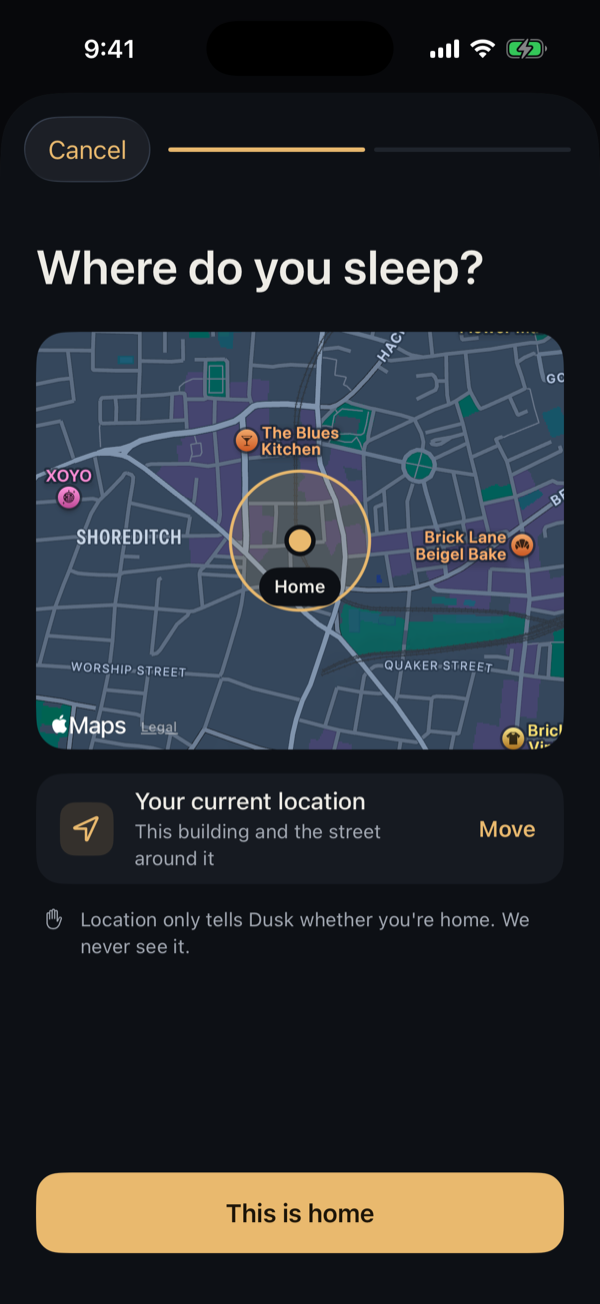 9:41
Cancel
Where do you sleep?
HAC
GO
The Blues
Kitchen
XOYO
SHOREDITCH
Brick Lane
Beigel Bake
Home
WORSHIP STREET
QUAKER STREET
Maps
Legal
Your current location
This building and the street
around it
Move
Location only tells Dusk whether you're home. We
never see it.
This is home